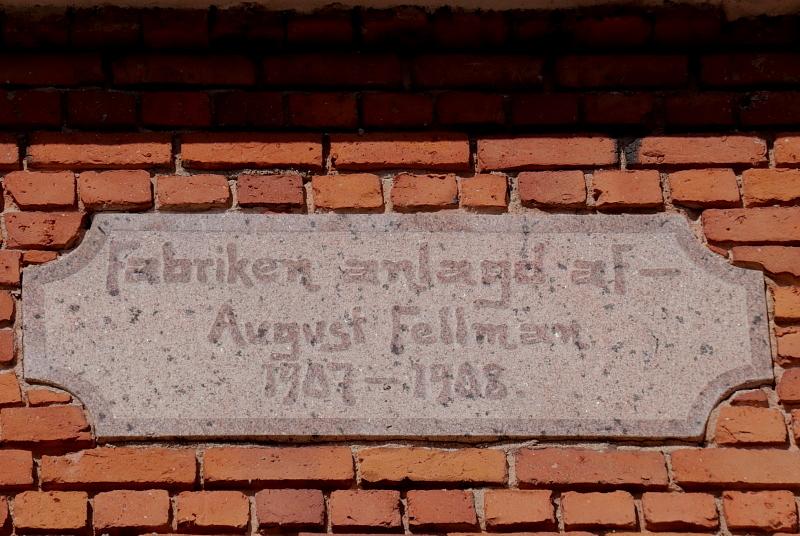 Fabriken anlagd af—
August Fellman
1907—1908.